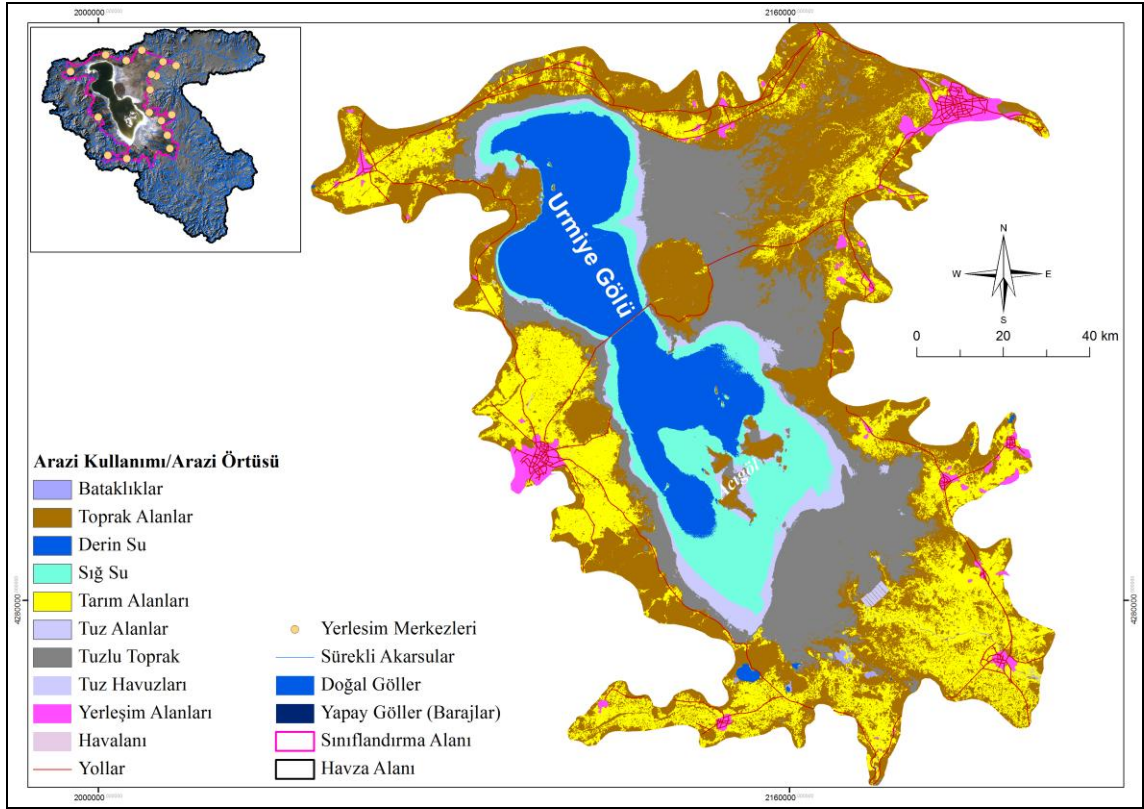 2000000
2160000
Urmiye Gölü
N
W
E
S
0
20
40 km
Acıgöl
Arazi Kullanımı/Arazi Örtüsü
Bataklıklar
Toprak Alanlar
Derin Su
Sığ Su
Tarım Alanları
Tuz Alanlar
Tuzlu Toprak
Tuz Havuzları
Yerleşim Alanları
Havalanı
Yollar
Yerlesim Merkezleri
Sürekli Akarsular
Doğal Göller
Yapay Göller (Barajlar)
Sınıflandırma Alanı
Havza Alanı
4280000
4280000
2000000
2160000